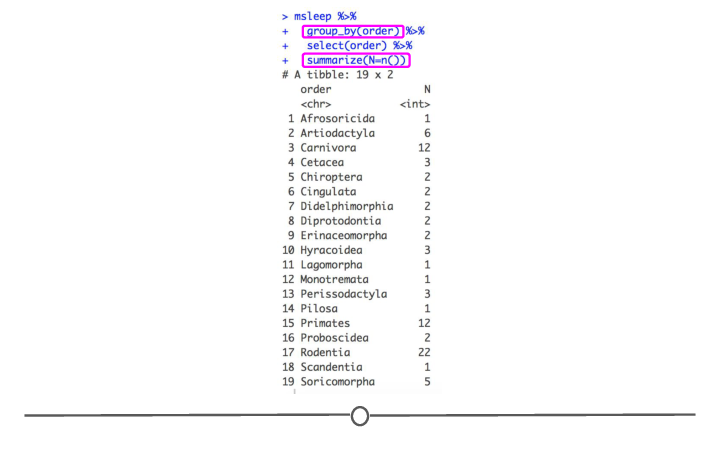 > msleep %>%
+ group_by(order) %>%
+ select(order) %>%
+ summarize(N=n())
# A tibble: 19 x 2
order N
<chr> <int>
1 Afrosoricida 1
2 Artiodactyla 6
3 Carnivora 12
4 Cetacea 3
5 Chiroptera 2
6 Cingulata 2
7 Didelphimorphia 2
8 Diprotodontia 2
9 Erinaceomorpha 2
10 Hyracoidea 3
11 Lagomorpha 1
12 Monotremata 1
13 Perissodactyla 3
14 Pilosa 1
15 Primates 12
16 Proboscidea 2
17 Rodentia 22
18 Scandentia 1
19 Soricomorpha 5